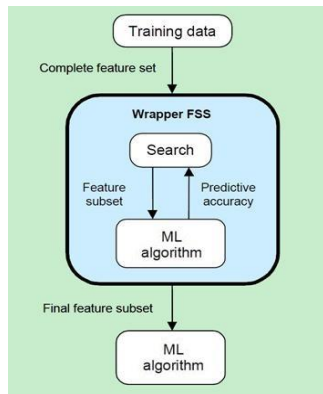 Training data
Complete feature set
Wrapper FSS
Search
Feature
subset
Predictive
accuracy
ML
algorithm
Final feature subset
ML
algorithm